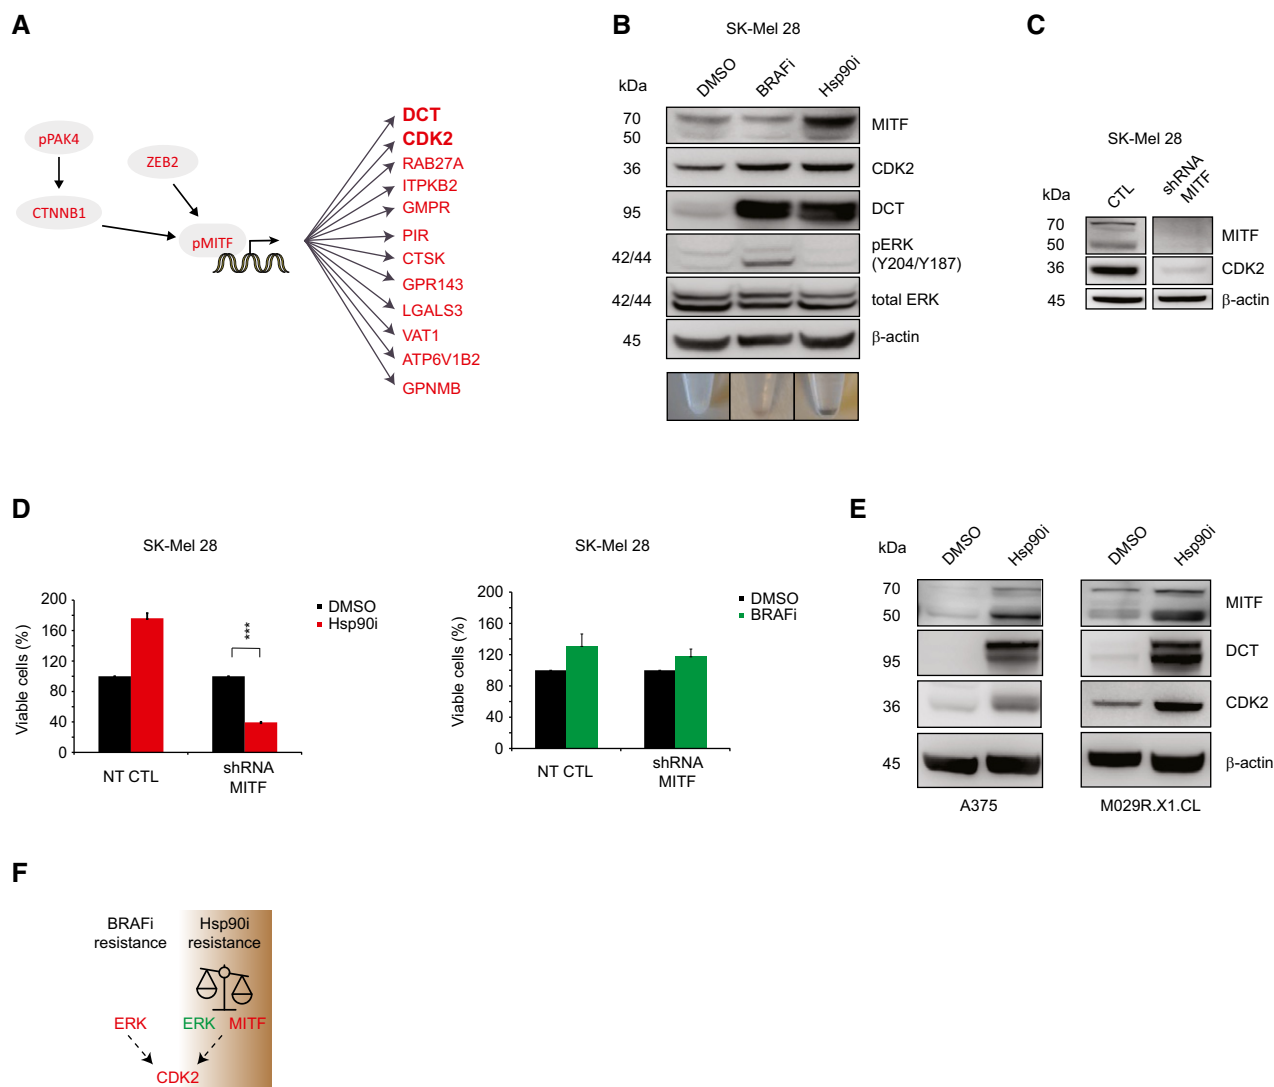 A
pPAK4
ZEB2
CTNNB1
pMITF
DCT
CDK2
RAB27A
ITPKB2
GMPR
PIR
CTSK
GPR143
LGALS3
VAT1
ATP6V1B2
GPNMB
B
SK-Mel 28
kDa
DMSO
BRAFi
Hsp90i
70
50
MITF
36
CDK2
95
DCT
42/44
pERK
(Y204/Y187)
42/44
total ERK
45
β-actin
C
SK-Mel 28
kDa
CTL
shRNA
MITF
70
50
MITF
36
CDK2
45
β-actin
D
SK-Mel 28
Viable cells (%)
200
160
120
80
40
0
***
DMSO
Hsp90i
NT CTL
shRNA
MITF
SK-Mel 28
Viable cells (%)
200
160
120
80
40
0
DMSO
BRAFi
NT CTL
shRNA
MITF
E
kDa
DMSO
Hsp90i
DMSO
Hsp90i
70
50
MITF
95
DCT
36
CDK2
45
β-actin
A375
M029R.X1.CL
F
BRAFi
resistance
Hsp90i
resistance
ERK
ERK
MITF
CDK2